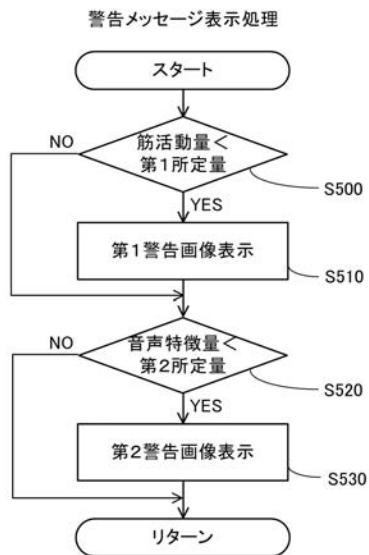 警告メッセージ表示処理
スタート
NO
筋活動量<
第1所定量
S500
YES
第1警告画像表示
S510
NO
音声特徴量<
第2所定量
S520
YES
第2警告画像表示
S530
リターン